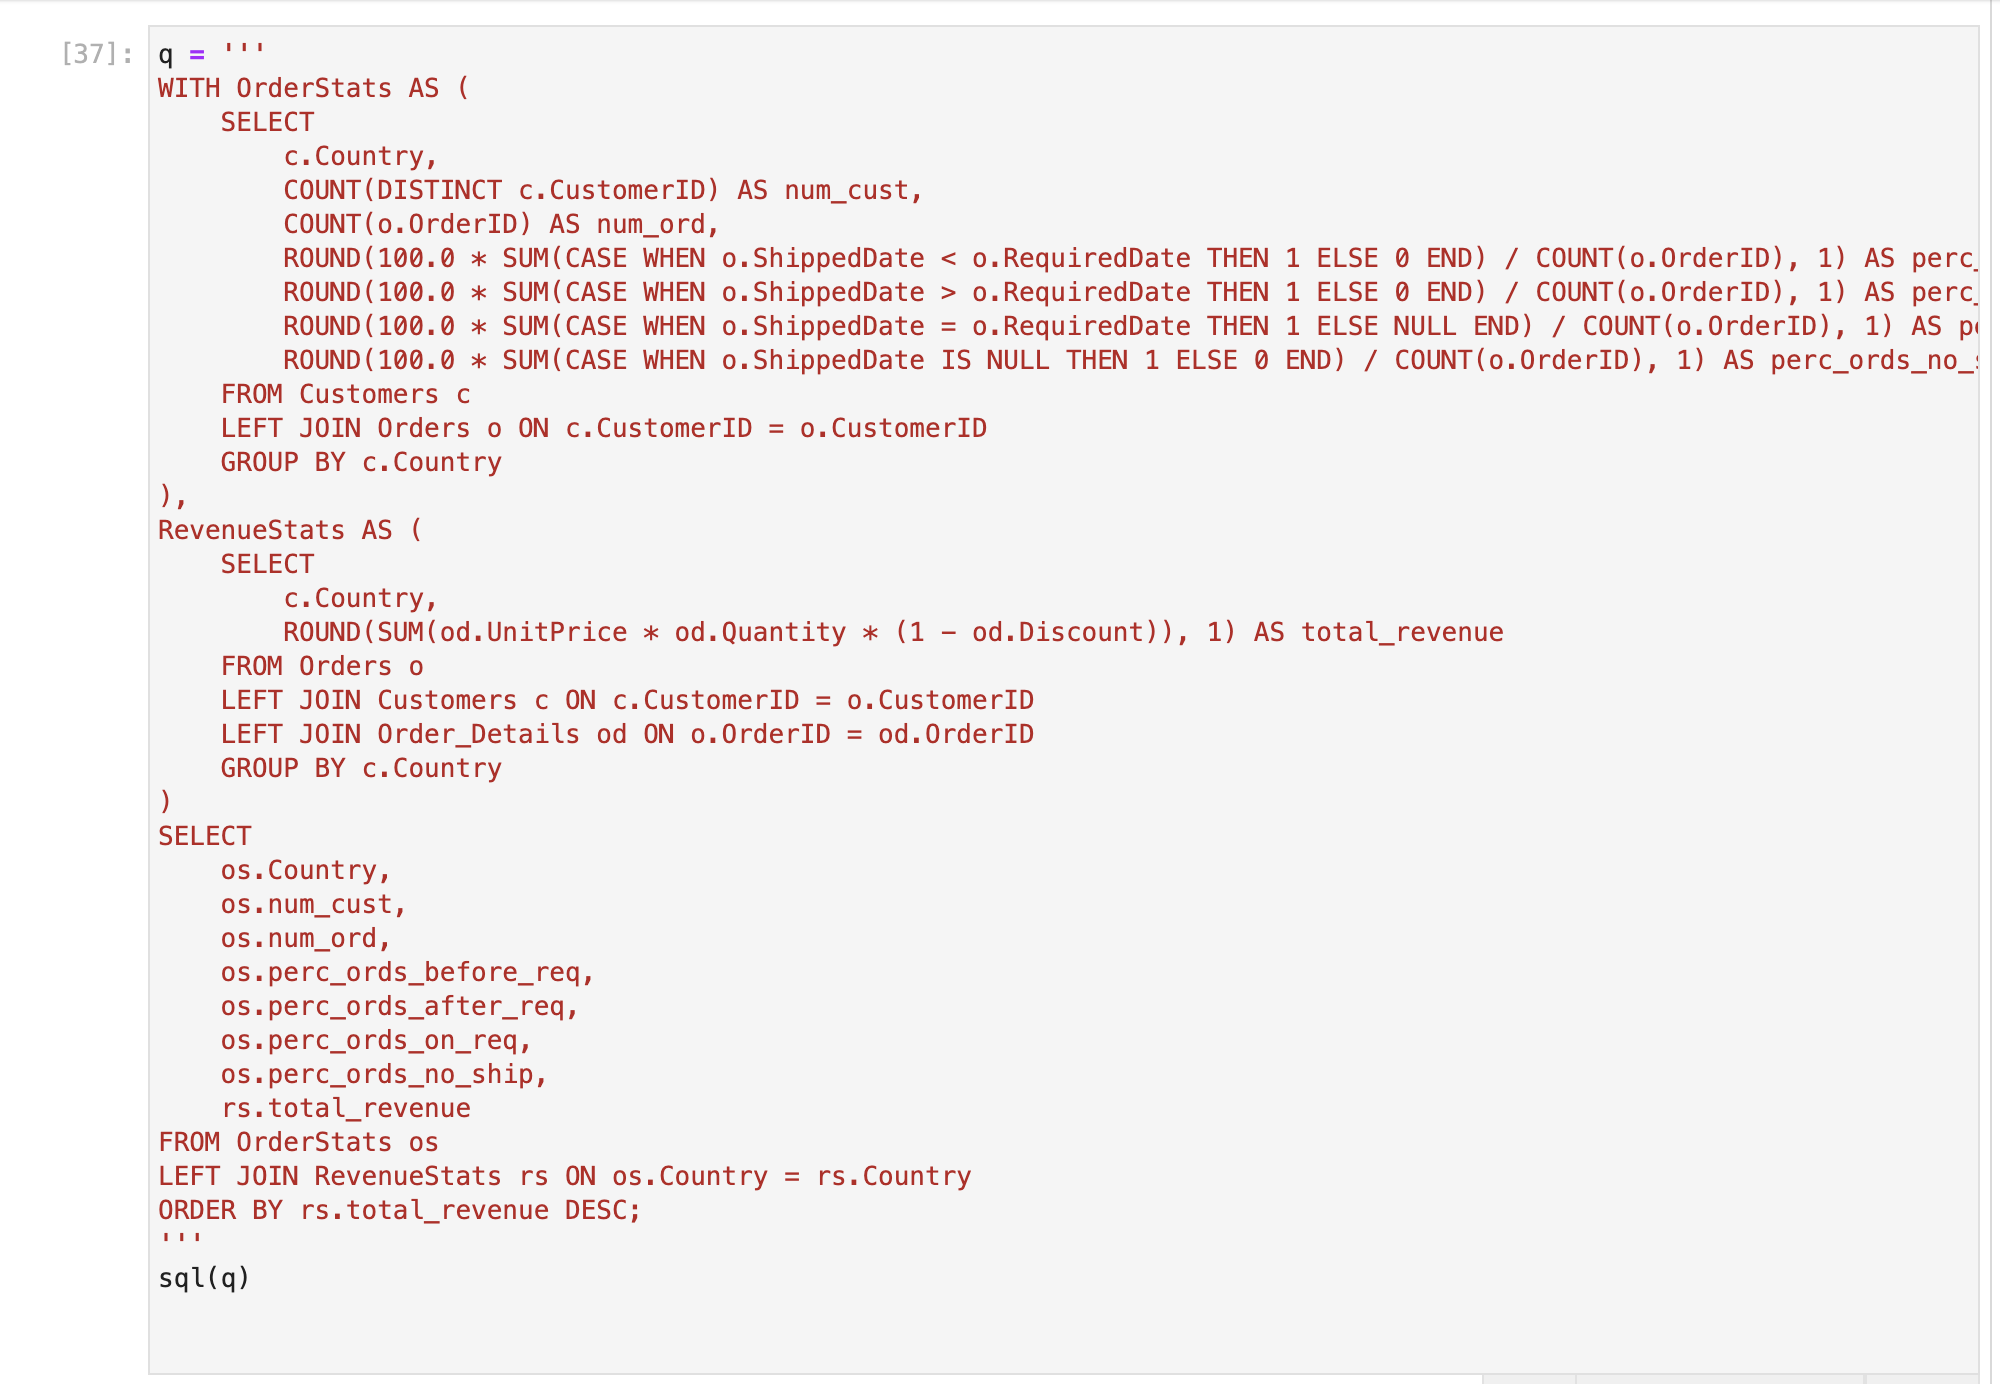 [37]: q = '''
WITH OrderStats AS (
    SELECT
        c.Country,
        COUNT(DISTINCT c.CustomerID) AS num_cust,
        COUNT(o.OrderID) AS num_ord,
        ROUND(100.0 * SUM(CASE WHEN o.ShippedDate < o.RequiredDate THEN 1 ELSE 0 END) / COUNT(o.OrderID), 1) AS perc_
        ROUND(100.0 * SUM(CASE WHEN o.ShippedDate > o.RequiredDate THEN 1 ELSE 0 END) / COUNT(o.OrderID), 1) AS perc_
        ROUND(100.0 * SUM(CASE WHEN o.ShippedDate = o.RequiredDate THEN 1 ELSE NULL END) / COUNT(o.OrderID), 1) AS p
        ROUND(100.0 * SUM(CASE WHEN o.ShippedDate IS NULL THEN 1 ELSE 0 END) / COUNT(o.OrderID), 1) AS perc_ords_no_
    FROM Customers c
    LEFT JOIN Orders o ON c.CustomerID = o.CustomerID
    GROUP BY c.Country
),
RevenueStats AS (
    SELECT
        c.Country,
        ROUND(SUM(od.UnitPrice * od.Quantity * (1 - od.Discount)), 1) AS total_revenue
    FROM Orders o
    LEFT JOIN Customers c ON c.CustomerID = o.CustomerID
    LEFT JOIN Order_Details od ON o.OrderID = od.OrderID
    GROUP BY c.Country
)
SELECT
    os.Country,
    os.num_cust,
    os.num_ord,
    os.perc_ords_before_req,
    os.perc_ords_after_req,
    os.perc_ords_on_req,
    os.perc_ords_no_ship,
    rs.total_revenue
FROM OrderStats os
LEFT JOIN RevenueStats rs ON os.Country = rs.Country
ORDER BY rs.total_revenue DESC;
'''
sql(q)